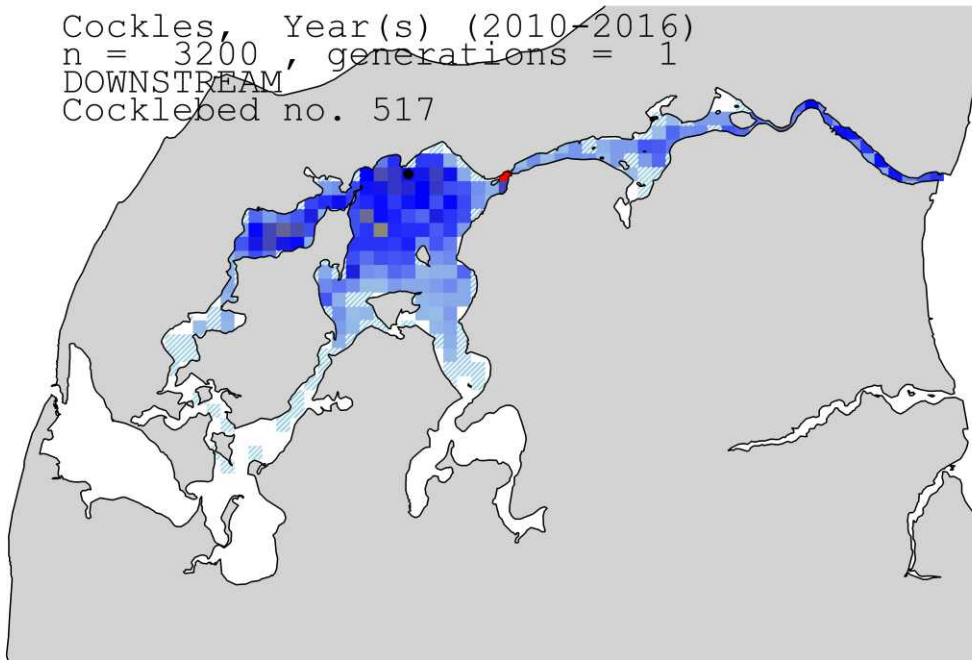 Cockles, Year(s) (2010-2016)
n = 3200 , generations = 1
DOWNSTREAM
Cocklebed no. 517